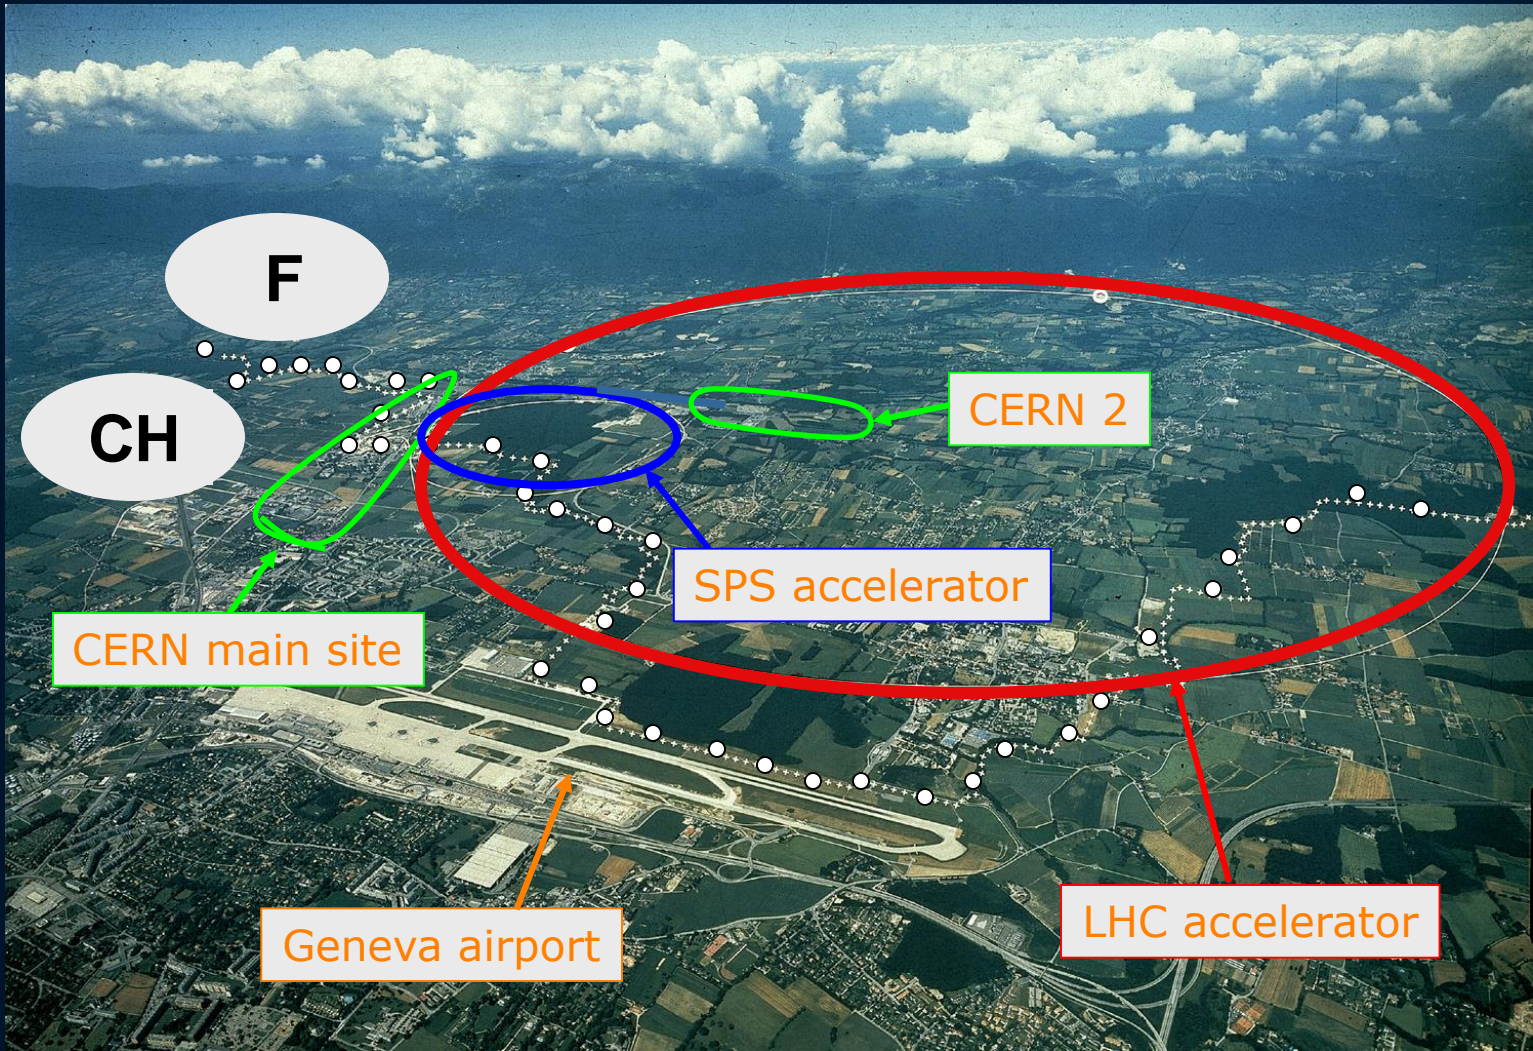 F
CH
CERN 2
SPS accelerator
CERN main site
LHC accelerator
Geneva airport